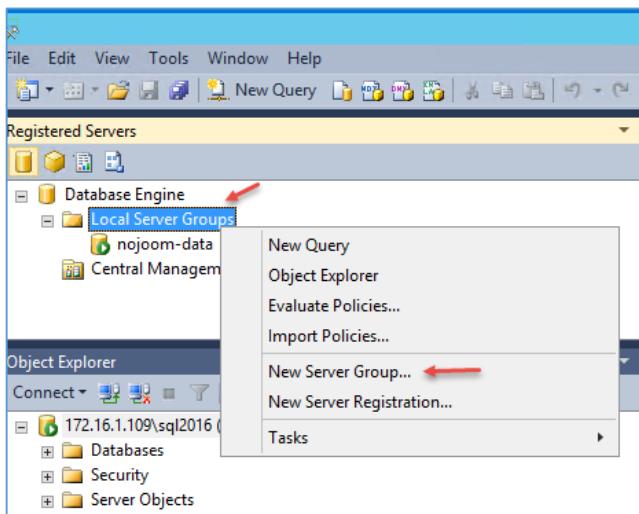 File Edit View Tools Window Help
New Query
Registered Servers
Database Engine
Local Server Groups
nojoom-data
Central Managem
New Query
Object Explorer
Evaluate Policies...
Import Policies...
New Server Group...
New Server Registration...
Tasks
Object Explorer
Connect
172.16.1.109\sql2016 (
Databases
Security
Server Objects